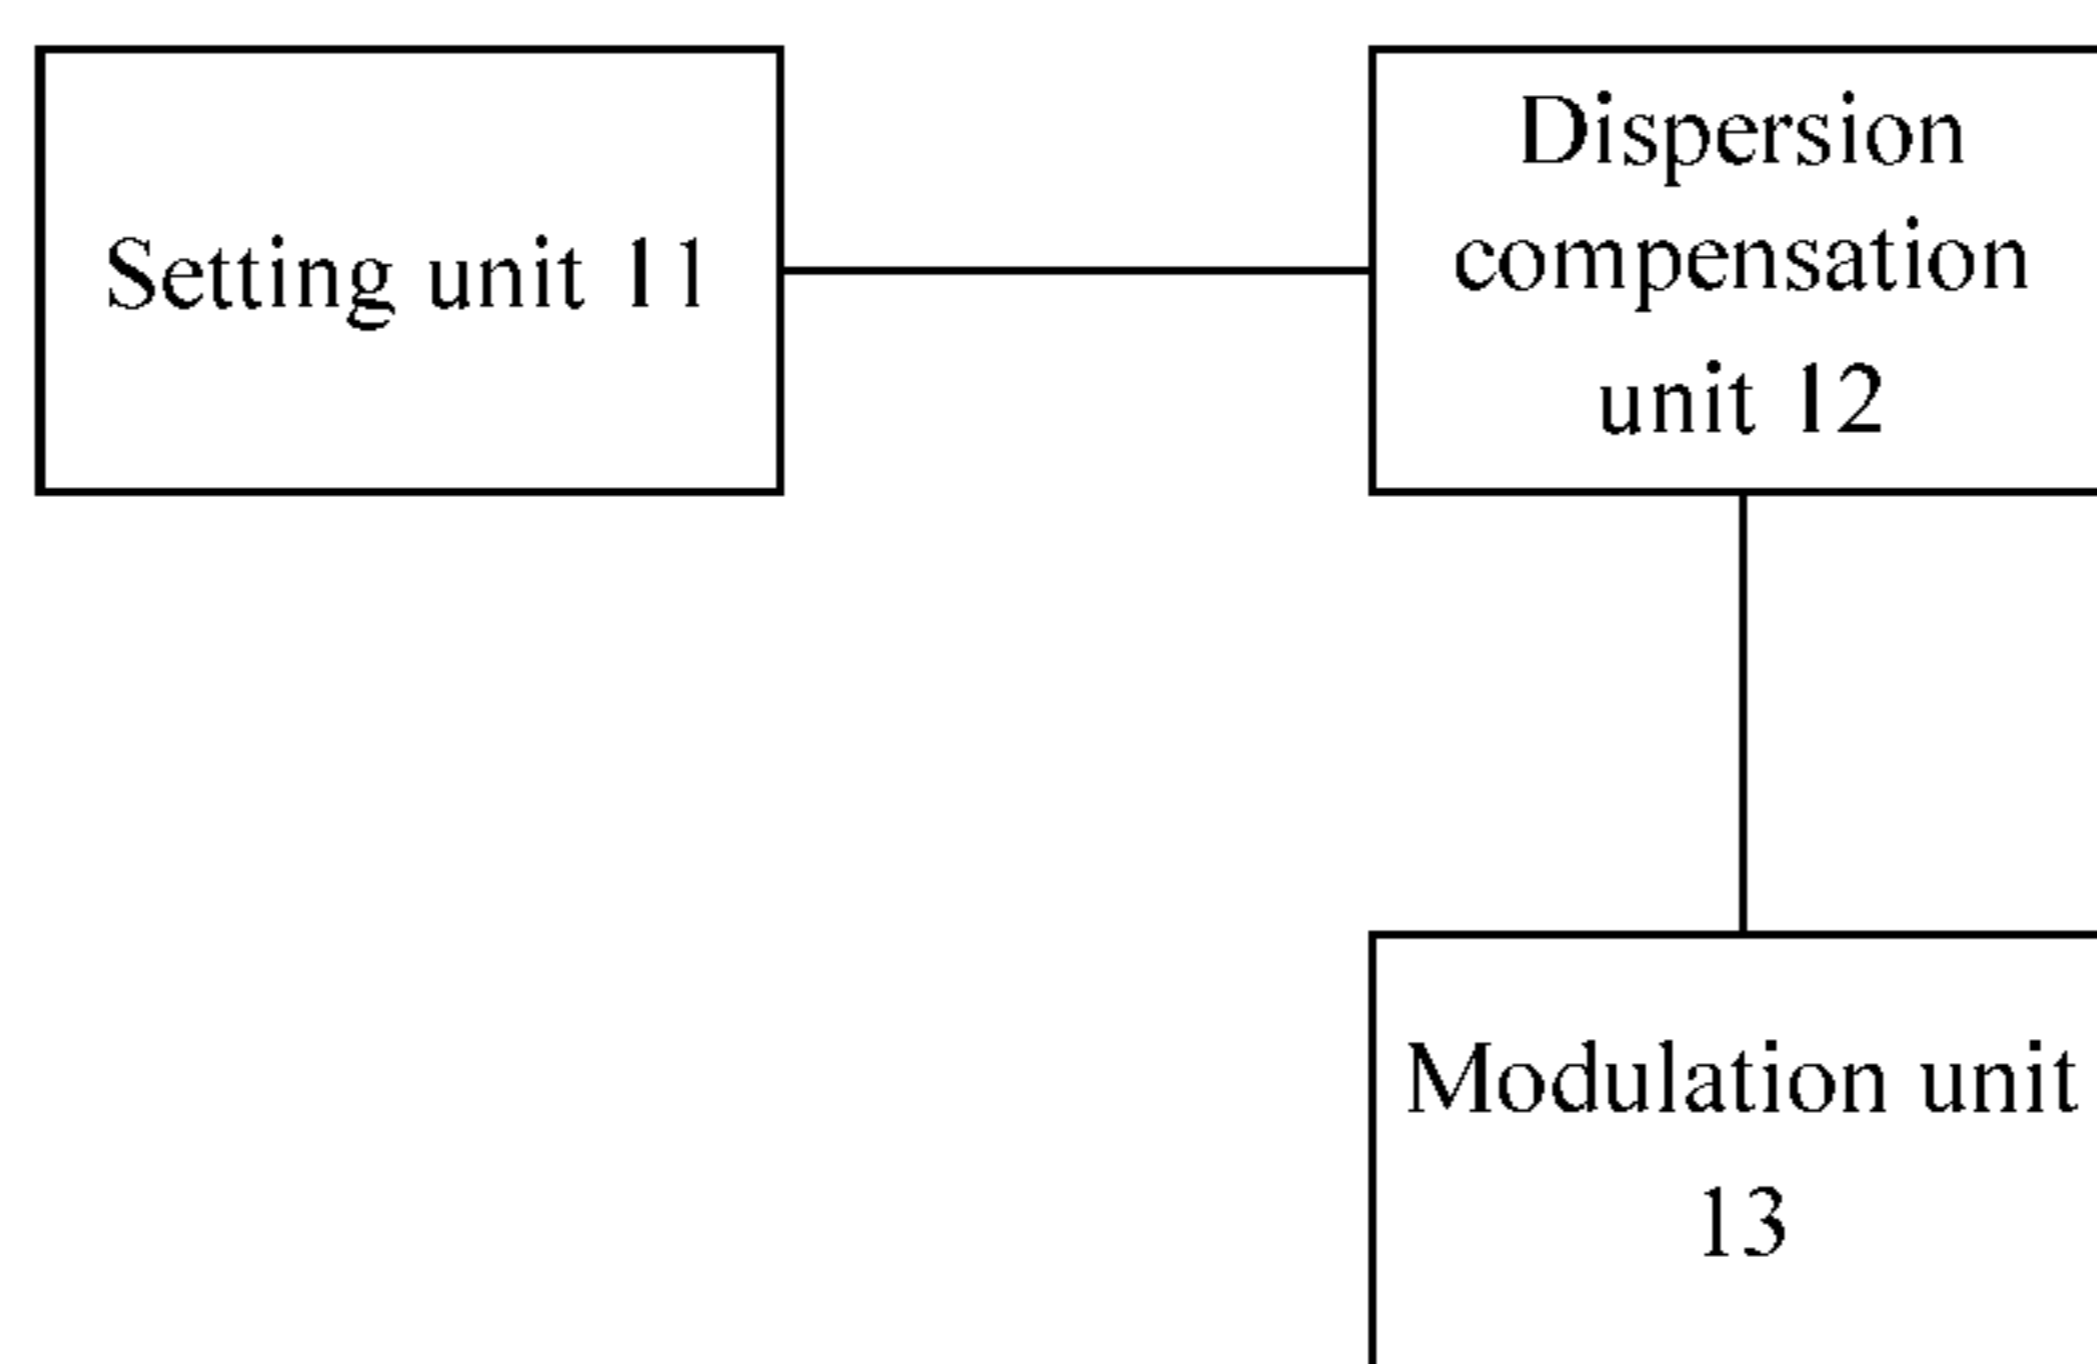 Setting unit 11
Dispersion
compensation
unit 12
Modulation unit
13